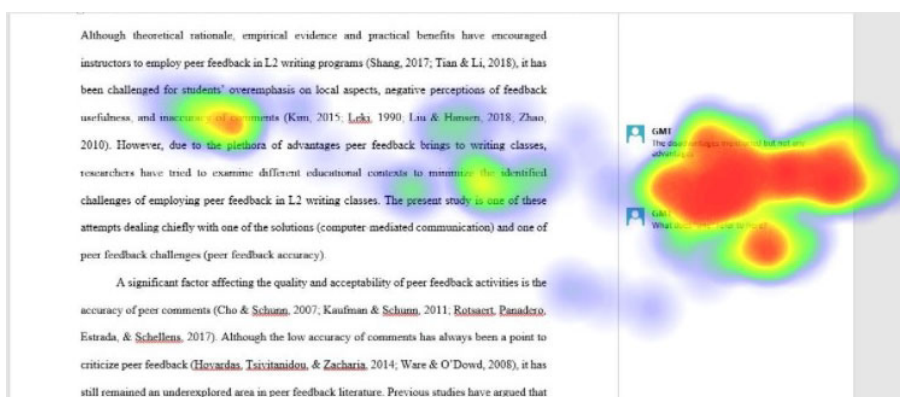 Although theoretical rationale, empirical evidence and practical benefits have encouraged
instructors to employ peer feedback in L2 writing programs (Shang, 2017; Tian & Li, 2018), it has
been challenged for students' overemphasis on local aspects, negative perceptions of feedback
usefulness, and inaccuracy of comments (Kim, 2015; Leki, 1990; Liu & Hansen, 2018; Zhao,
2010). However, due to the plethora of advantages peer feedback brings to writing classes,
researchers have tried to examine different educational contexts to minimize the identified
challenges of employing peer feedback in L2 writing classes. The present study is one of these
attempts dealing chiefly with one of the solutions (computer-mediated communication) and one of
peer feedback challenges (peer feedback accuracy).
A significant factor affecting the quality and acceptability of peer feedback activities is the
accuracy of peer comments (Cho & Schunn, 2007; Kaufman & Schunn, 2011; Rotsaert, Panadero,
Estrada, & Schellens, 2017). Although the low accuracy of comments has always been a point to
criticize peer feedback (Hovardas, Tsivitanidou, & Zacharia, 2014; Ware & O'Dowd, 2008), it has
still remained an underexplored area in peer feedback literature. Previous studies have argued that
GMT
The disadvantages mentioned but not any
advantages
GMT
What